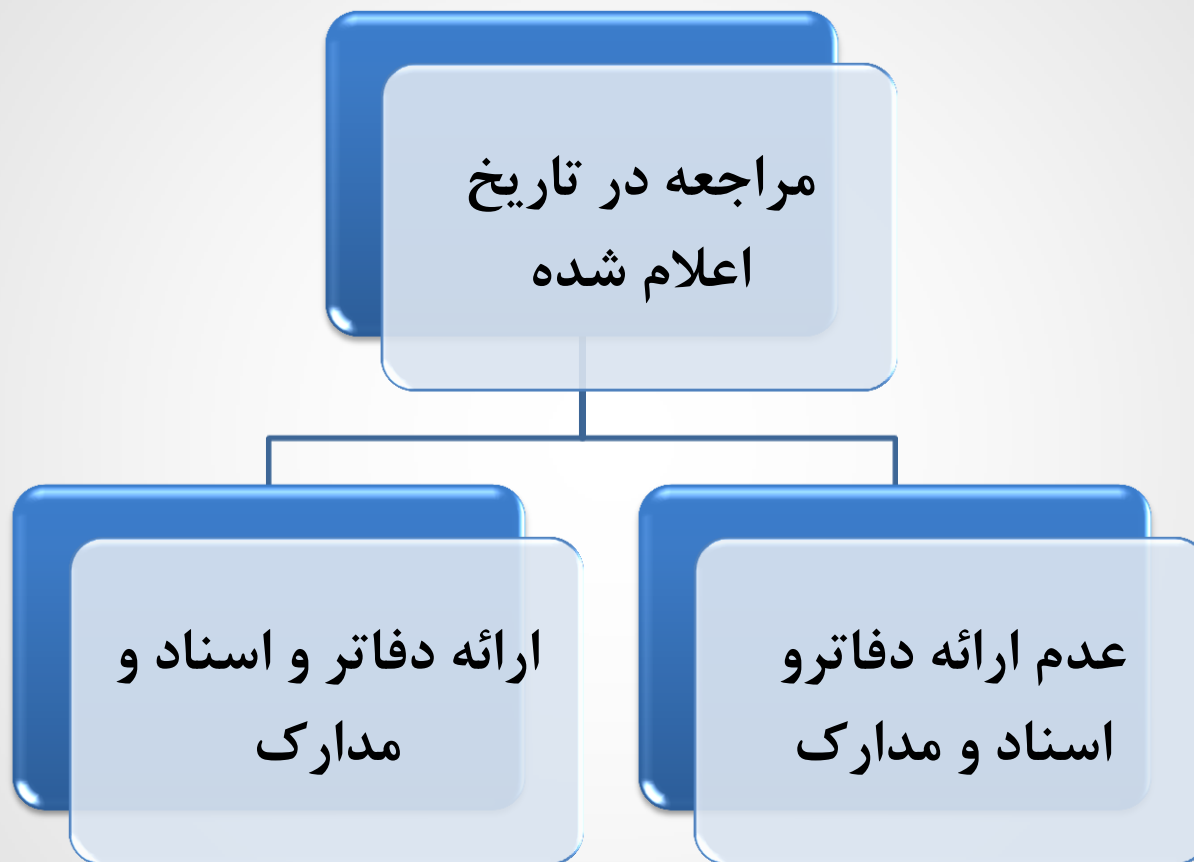 مراجعه در تاریخ
اعلام شده
عدم ارائه دفاترو
اسناد و مدارک
ارائه دفاتر و اسناد و
مدارک